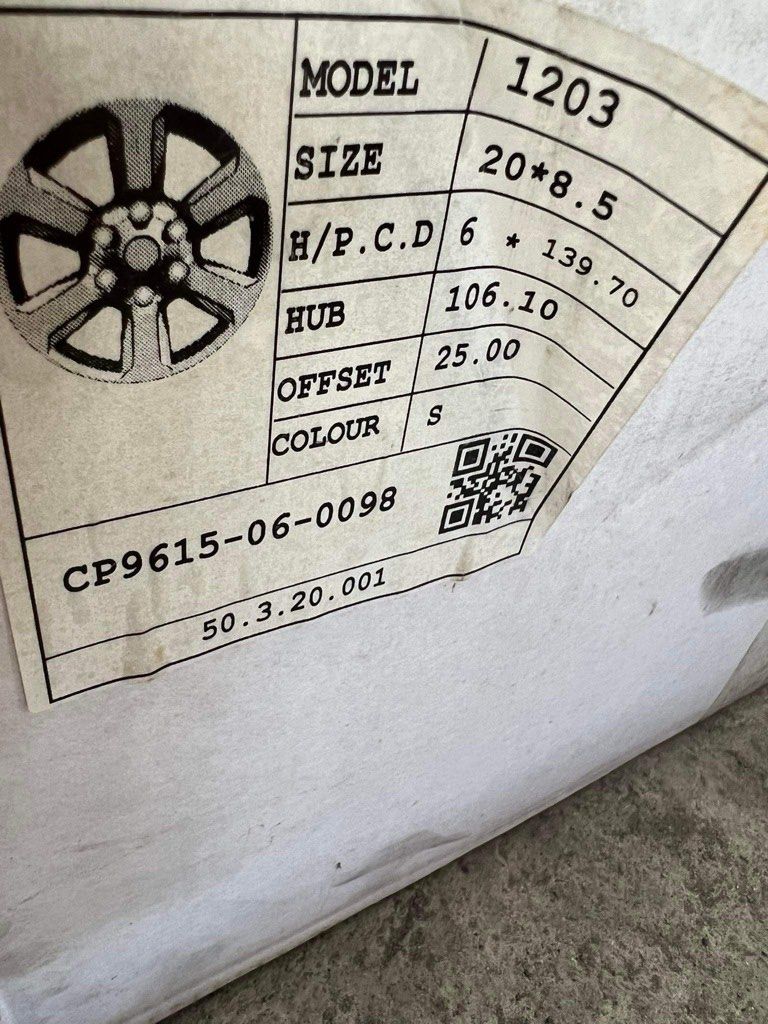 MODEL 1203
SIZE 20*8.5
H/P.C.D 6 * 139.70
HUB 106.10
OFFSET 25.00
COLOUR S
CP9615-06-0098
50.3.20.001